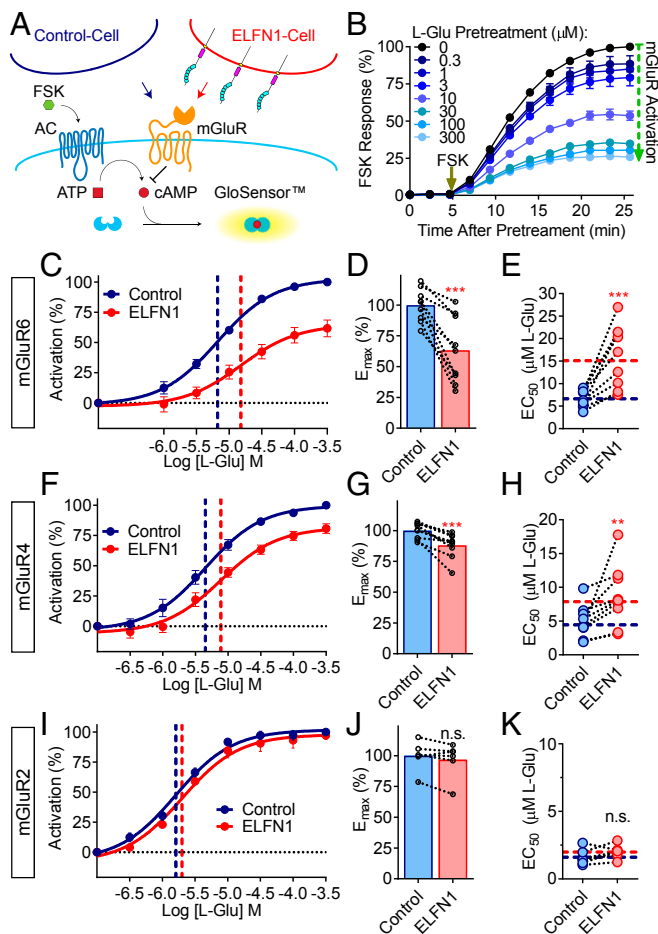 A
Control-Cell
ELFN1-Cell
FSK
AC
mGluR
ATP
cAMP
GloSensor™
B
L-Glu Pretreatment (μM):
0
0.3
1
3
10
30
100
300
FSK
FSK Response (%)
100
75
50
25
0
0 5 10 15 20 25
Time After Pretreament (min)
mGluR Activation
mGluR6
C
Control
ELFN1
Activation (%)
100
75
50
25
0
-6.0 -5.5 -5.0 -4.5 -4.0 -3.5
Log [L-Glu] M
D
***
Emax (%)
100
75
50
25
0
Control
ELFN1
E
***
EC50 (μM L-Glu)
30
25
20
15
10
5
0
Control
ELFN1
mGluR4
F
Control
ELFN1
Activation (%)
100
75
50
25
0
-6.5 -6.0 -5.5 -5.0 -4.5 -4.0 -3.5
Log [L-Glu] M
G
***
Emax (%)
100
75
50
25
0
Control
ELFN1
H
**
EC50 (μM L-Glu)
20
15
10
5
0
Control
ELFN1
mGluR2
I
Control
ELFN1
Activation (%)
100
75
50
25
0
-6.5 -6.0 -5.5 -5.0 -4.5 -4.0 -3.5
Log [L-Glu] M
J
n.s.
Emax (%)
100
75
50
25
0
Control
ELFN1
K
n.s.
EC50 (μM L-Glu)
10
5
0
Control
ELFN1